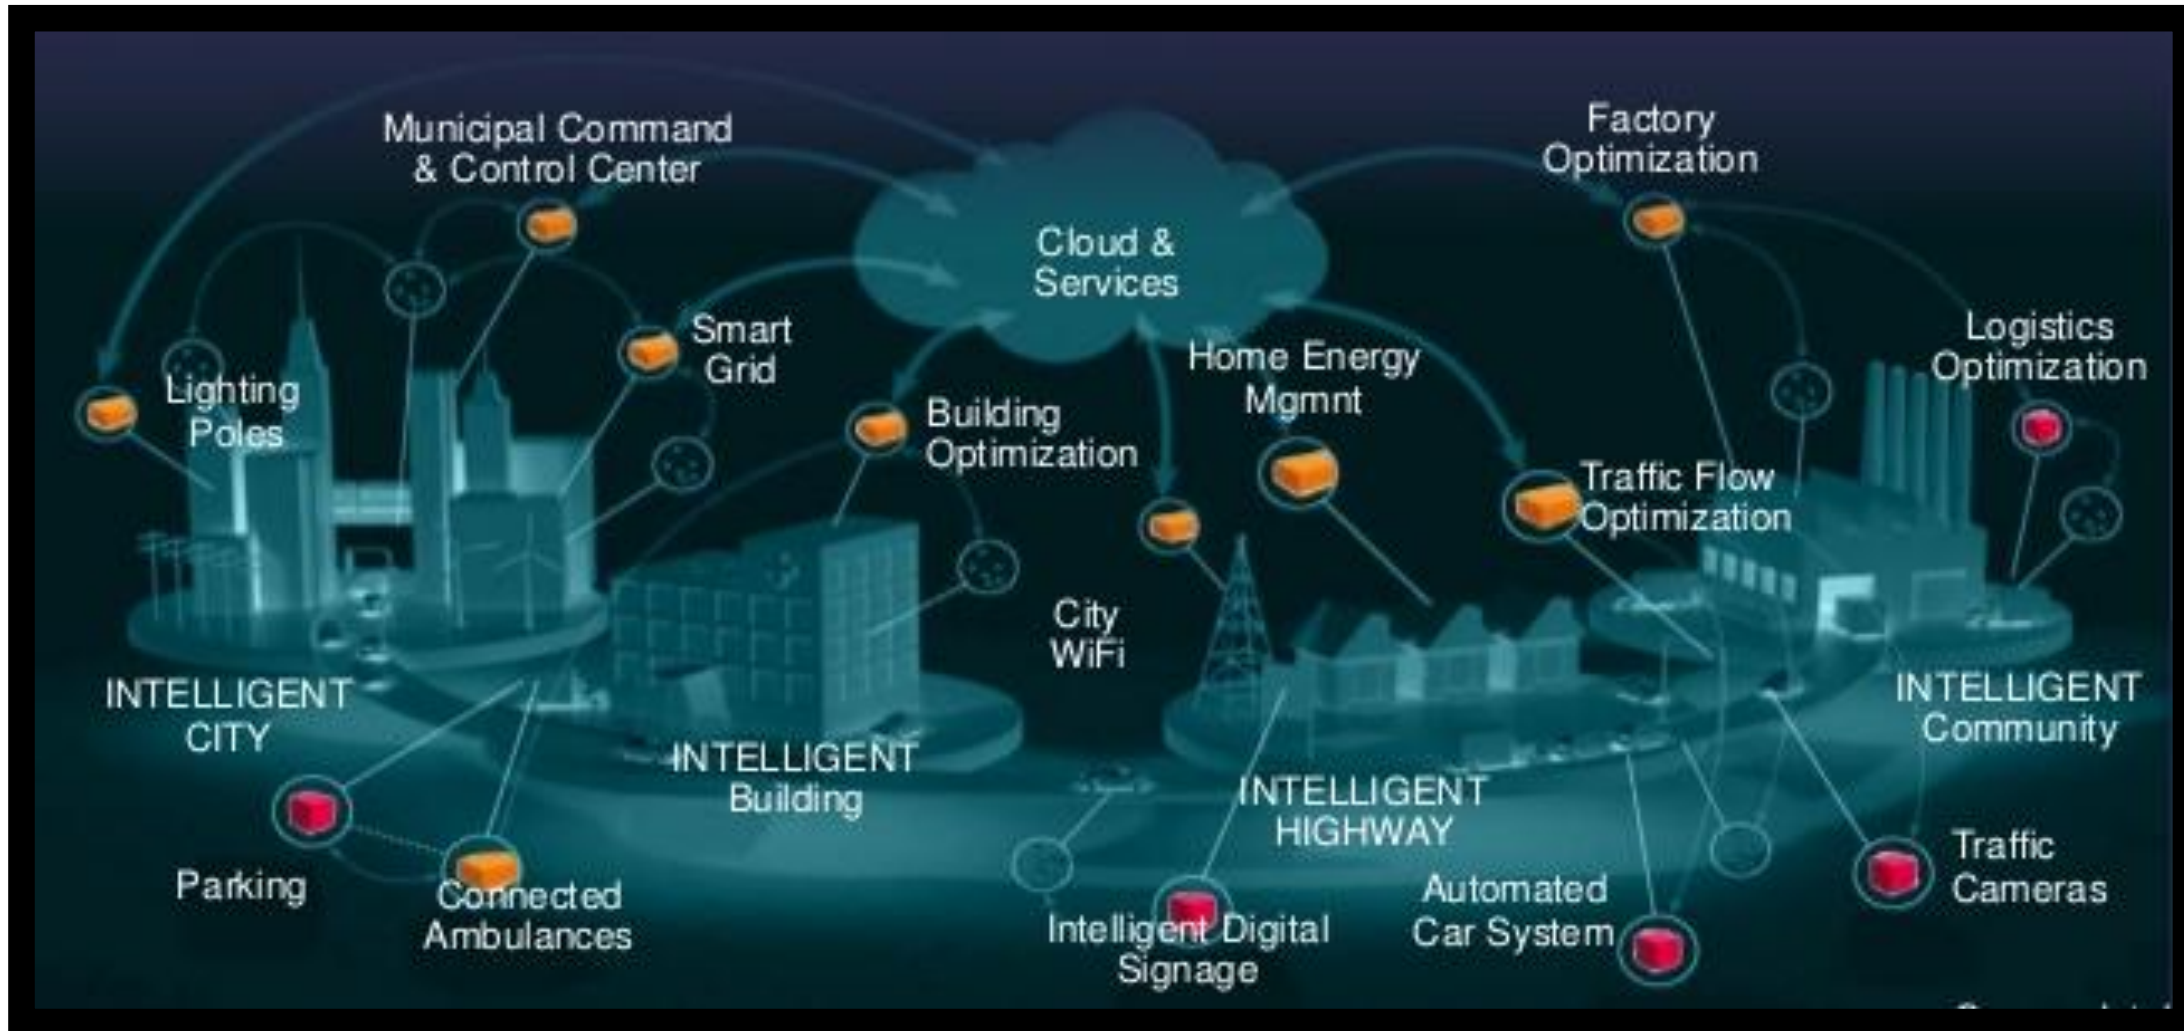 Municipal Command
& Control Center
Factory
Optimization
Cloud &
Services
Smart
Grid
Logistics
Optimization
Home Energy
Mgmnt
Lighting
Poles
Building
Optimization
Traffic Flow
Optimization
City
WiFi
INTELLIGENT
CITY
INTELLIGENT
Community
INTELLIGENT
Building
INTELLIGENT
HIGHWAY
Parking
Connected
Ambulances
Intelligent Digital
Signage
Automated
Car System
Traffic
Cameras